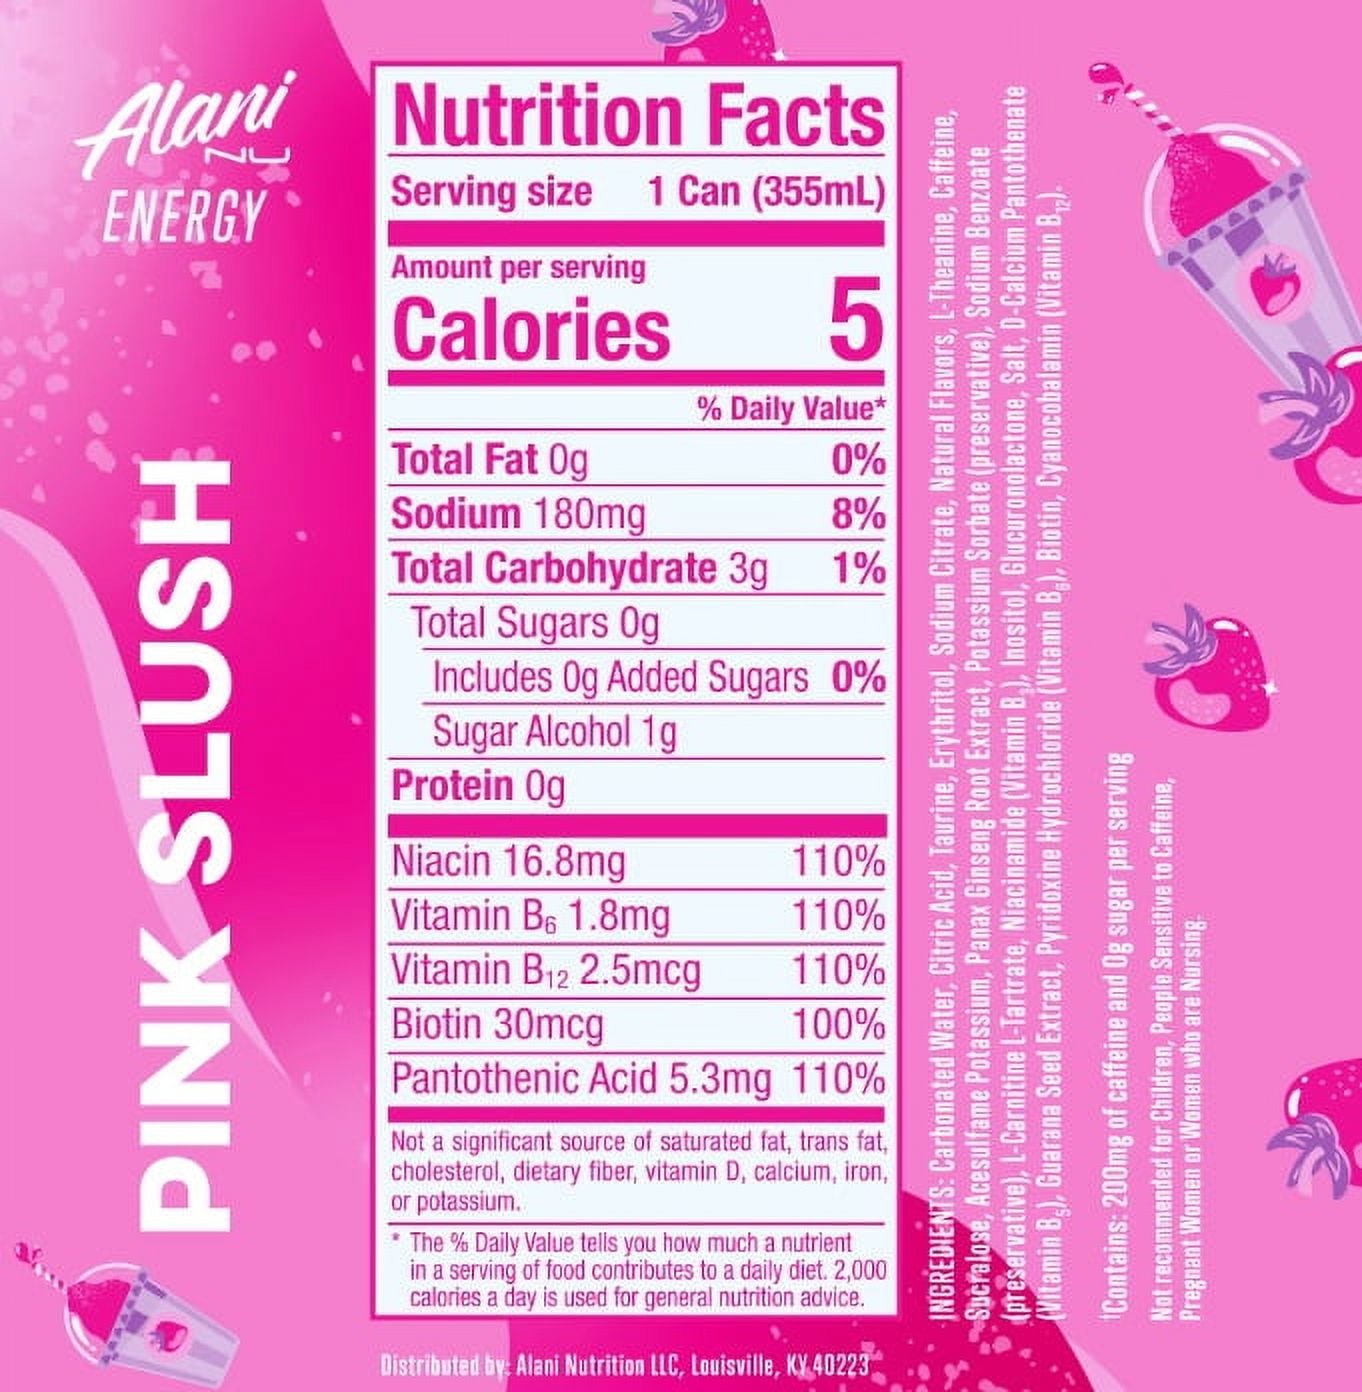 Alani
NU
ENERGY
PINK SLUSH
Nutrition Facts
Serving size 1 Can (355mL)
Amount per serving
Calories 5
% Daily Value*
Total Fat 0g 0%
Sodium 180mg 8%
Total Carbohydrate 3g 1%
Total Sugars 0g
Includes 0g Added Sugars 0%
Sugar Alcohol 1g
Protein 0g
Niacin 16.8mg 110%
Vitamin B₆ 1.8mg 110%
Vitamin B₁₂ 2.5mcg 110%
Biotin 30mcg 100%
Pantothenic Acid 5.3mg 110%
Not a significant source of saturated fat, trans fat,
cholesterol, dietary fiber, vitamin D, calcium, iron,
or potassium.
* The % Daily Value tells you how much a nutrient
in a serving of food contributes to a daily diet. 2,000
calories a day is used for general nutrition advice.
Distributed by: Alani Nutrition LLC, Louisville, KY 40223
INGREDIENTS: Carbonated Water, Citric Acid, Taurine, Erythritol, Sodium Citrate, Natural Flavors, L-Theanine, Caffeine,
Sucralose, Acesulfame Potassium, Panax Ginseng Root Extract, Potassium Sorbate (preservative), Sodium Benzoate
(preservative), L-Carnitine L-Tartrate, Niacinamide (Vitamin B₃), Inositol, Glucuronolactone, Salt, D-Calcium Pantothenate
(Vitamin B₅), Guarana Seed Extract, Pyridoxine Hydrochloride (Vitamin B₆), Biotin, Cyanocobalamin (Vitamin B₁₂).
†Contains: 200mg of caffeine and 0g sugar per serving
Not recommended for Children, People Sensitive to Caffeine,
Pregnant Women or Women who are Nursing.